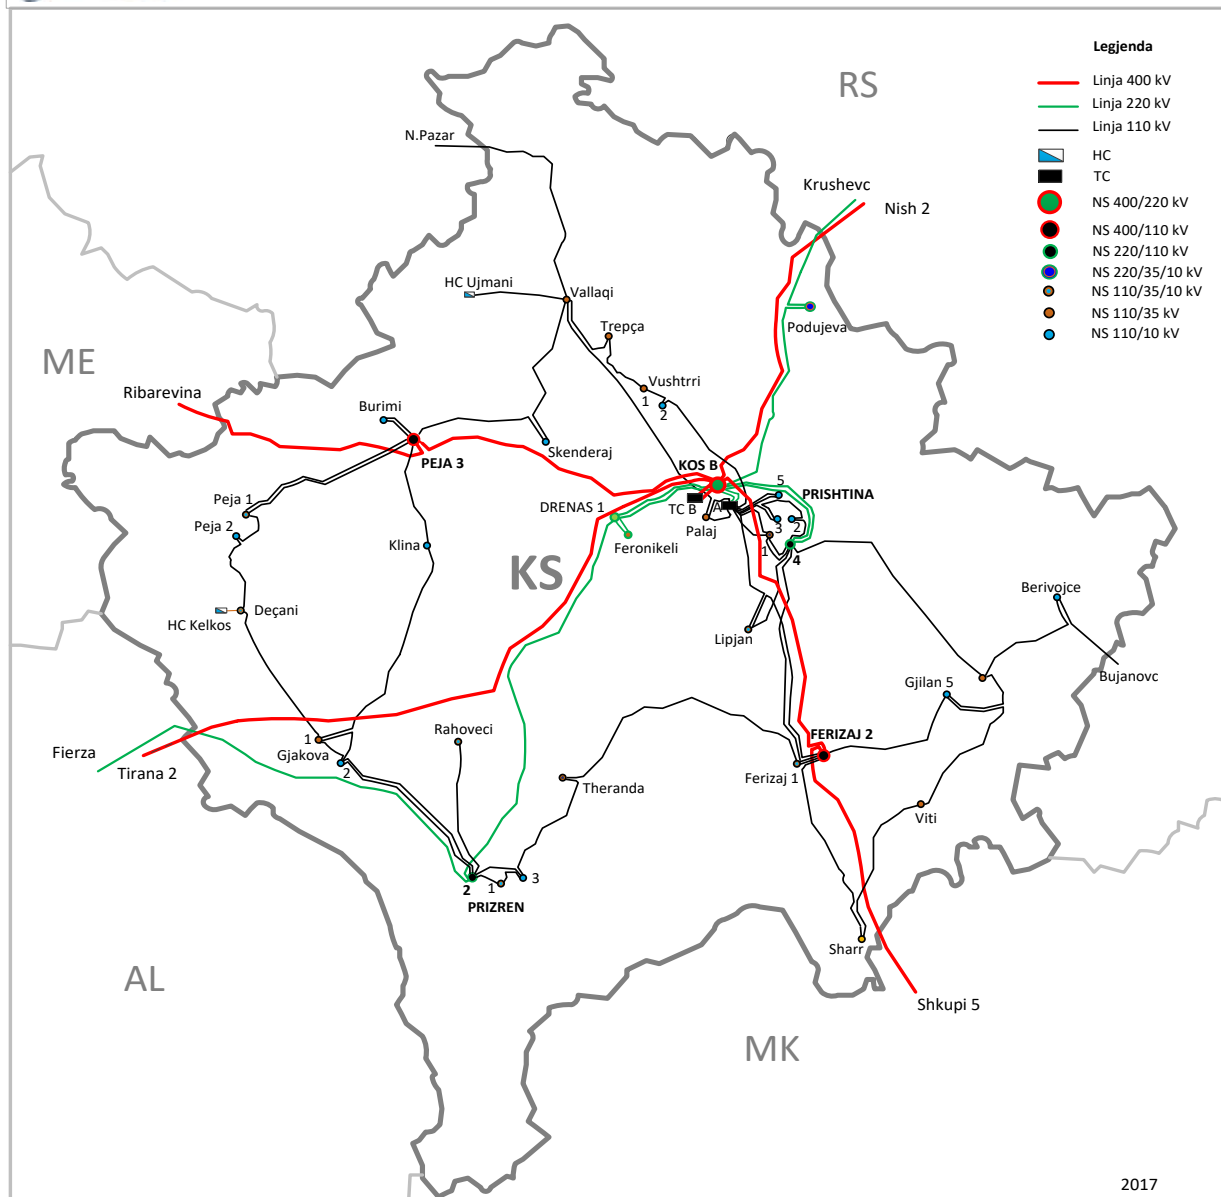 Legjenda
Linja 400 kV
Linja 220 kV
Linja 110 kV
HC
TC
NS 400/220 kV
NS 400/110 kV
NS 220/110 kV
NS 220/35/10 kV
NS 110/35/10 kV
NS 110/35 kV
NS 110/10 kV
RS
N.Pazar
Krushevc
Nish 2
HC Ujmani
Vallaqi
Trepça
Podujeva
ME
Ribarevina
Vushtrri
1
2
Burimi
Skenderaj
PEJA 3
KOS B
5
PRISHTINA
Peja 1
DRENAS 1
TC B
A
Palaj
3
2
1
4
Peja 2
Klina
Feronikeli
KS
HC Kelkos
Deçani
Lipjan
Berivojce
Bujanovc
Gjilan 5
Rahoveci
1
Gjakova
2
FERIZAJ 2
Ferizaj 1
Fierza
Tirana 2
Theranda
Viti
2
1
3
PRIZREN
Sharr
AL
Shkupi 5
MK
2017